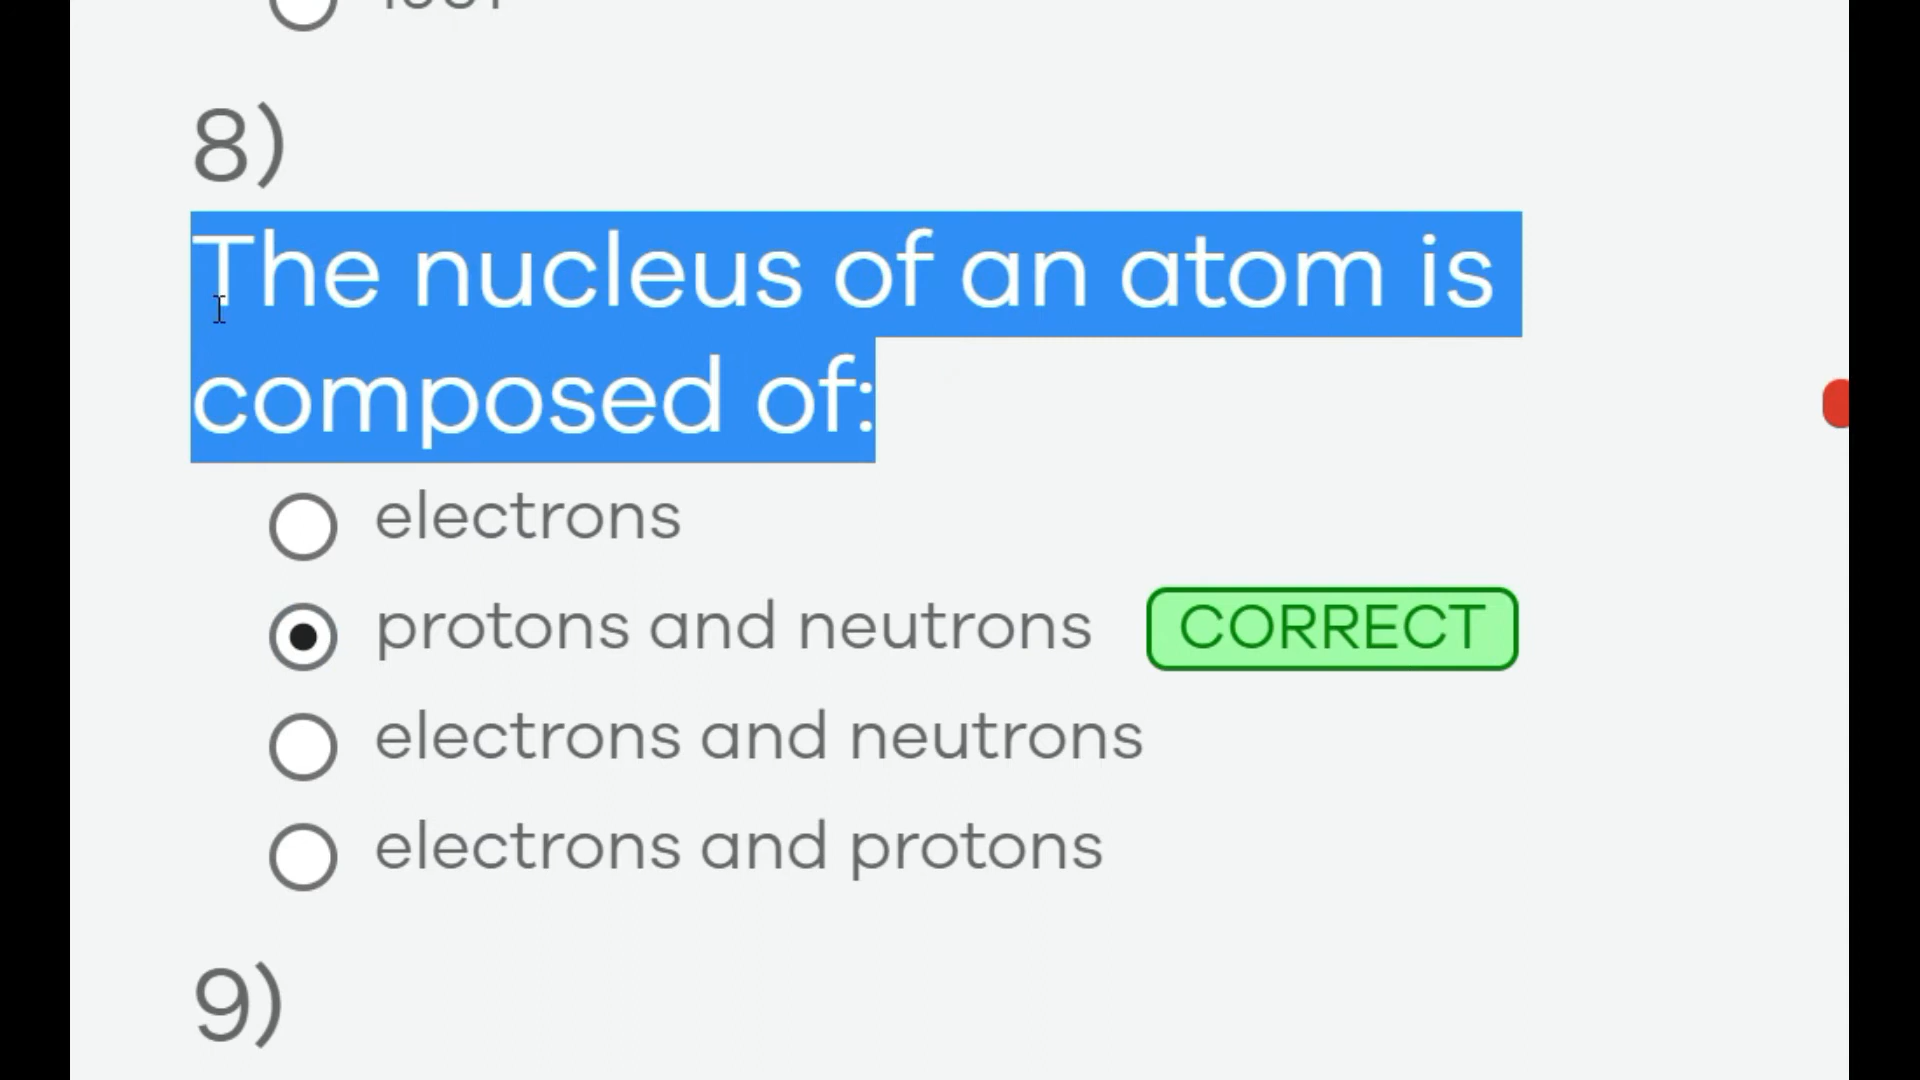 8)
The nucleus of an atom is
composed of:
electrons
protons and neutrons CORRECT
electrons and neutrons
electrons and protons
9)